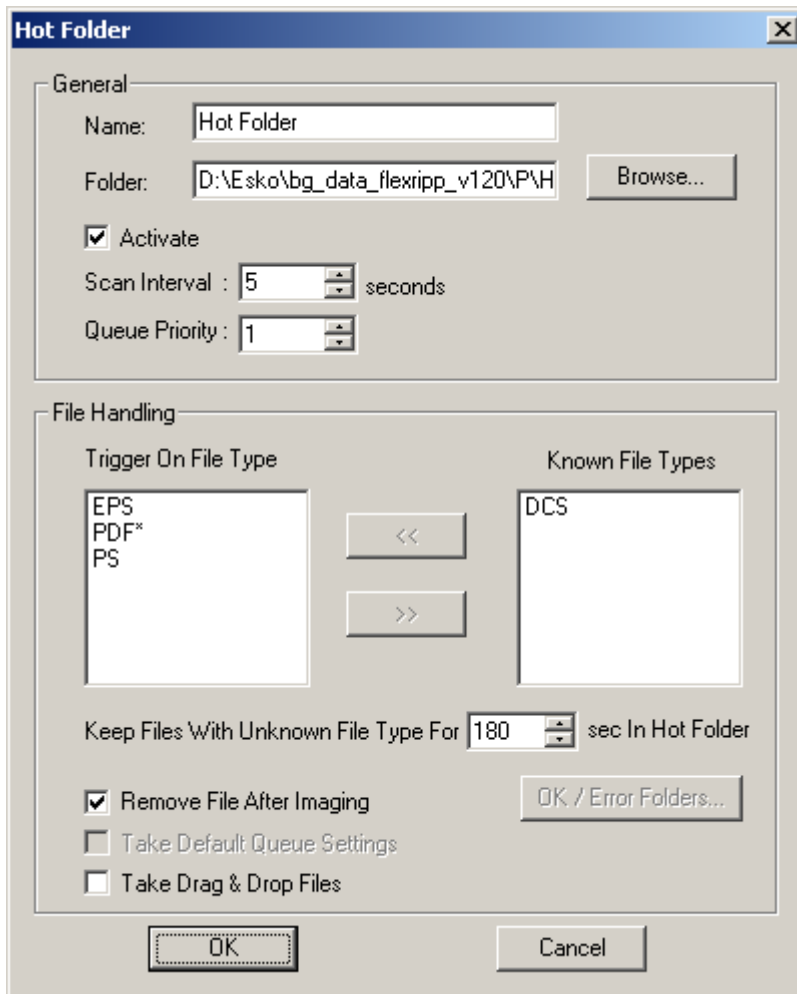 Hot Folder
General
Name: Hot Folder
Folder: D:\Esko\bg_data_flexripp_v120\P\H Browse...
Activate
Scan Interval : 5 seconds
Queue Priority : 1
File Handling
Trigger On File Type Known File Types
EPS DCS
PDF*
PS
<<
>>
Keep Files With Unknown File Type For 180 sec In Hot Folder
Remove File After Imaging OK / Error Folders...
Take Default Queue Settings
Take Drag & Drop Files
OK Cancel